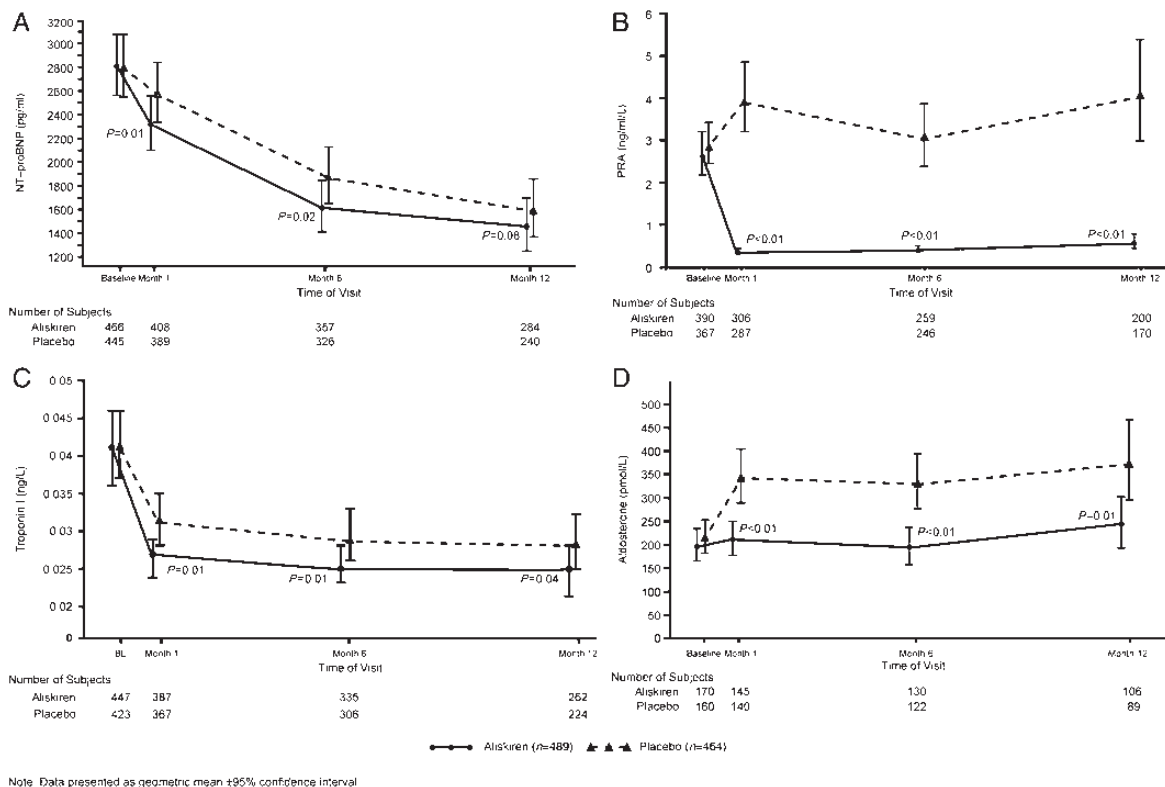 A
NT-proBNP (pg/ml)
3200
3000
2800
2600
2400
2200
2000
1800
1600
1400
1200
P=0.01
P=0.02
P=0.06
Baseline Month 1 Month 6 Month 12
Time of Visit
Number of Subjects
Aliskiren 466 408 357 284
Placebo 445 389 326 240
B
PRA (ng/ml/L)
6
5
4
3
2
1
0
P<0.01 P<0.01 P<0.01
Baseline Month 1 Month 6 Month 12
Time of Visit
Number of Subjects
Aliskiren 390 306 259 200
Placebo 367 287 246 170
C
Troponin I (ng/L)
0.05
0.045
0.04
0.035
0.03
0.025
0.02
0
P=0.01 P=0.01 P=0.04
BL Month 1 Month 6 Month 12
Time of Visit
Number of Subjects
Aliskiren 447 387 335 262
Placebo 423 367 306 224
D
Aldosterone (pmol/L)
500
450
400
350
300
250
200
150
100
50
0
P<0.01 P<0.01 P=0.01
Baseline Month 1 Month 6 Month 12
Time of Visit
Number of Subjects
Aliskiren 170 145 130 106
Placebo 160 140 122 89
Aliskiren (n=489) Placebo (n=464)
Note: Data presented as geometric mean ±95% confidence interval